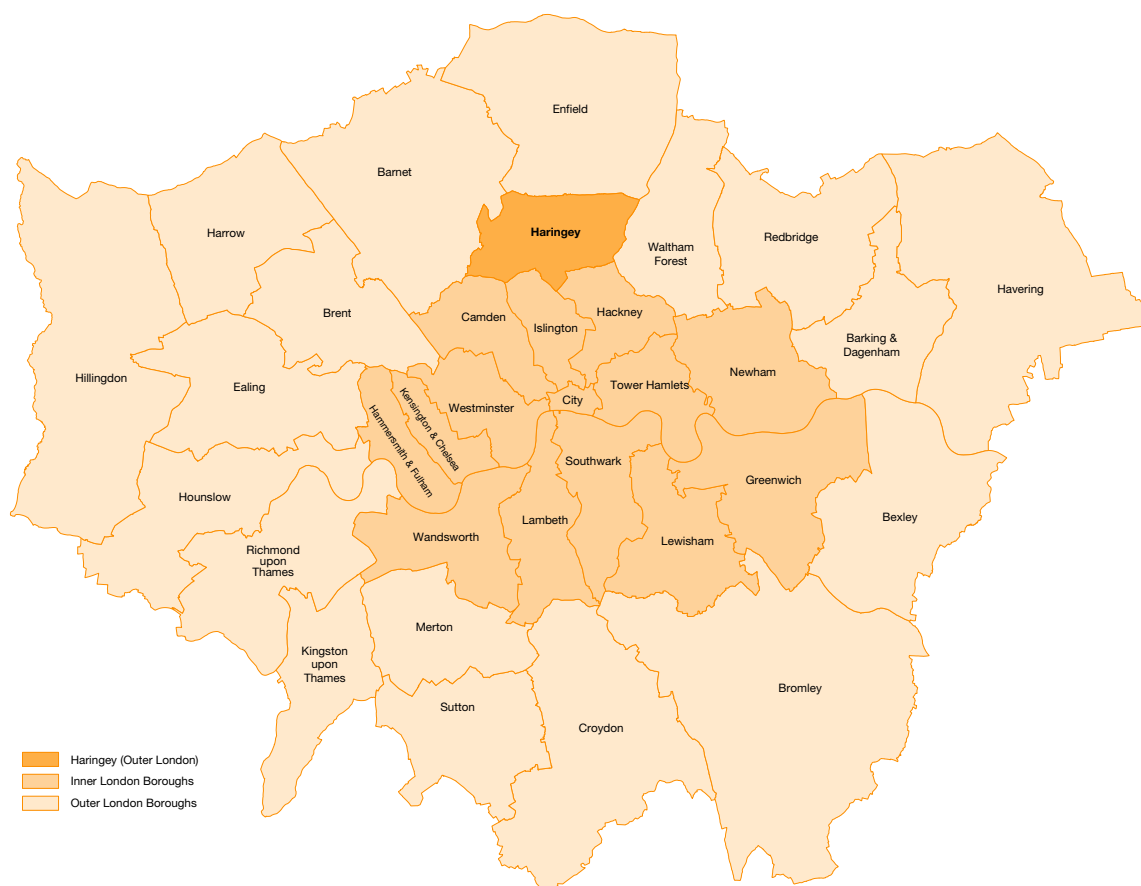 Enfield
Barnet
Haringey
Harrow
Redbridge
Waltham
Forest
Havering
Brent
Camden
Islington
Hackney
Barking &
Dagenham
Hillingdon
Ealing
Newham
Tower Hamlets
City
Westminster
Kensington & Chelsea
Hammersmith & Fulham
Southwark
Greenwich
Hounslow
Bexley
Lambeth
Wandsworth
Lewisham
Richmond
upon
Thames
Merton
Kingston
upon
Thames
Bromley
Sutton
Croydon
Haringey (Outer London)
Inner London Boroughs
Outer London Boroughs